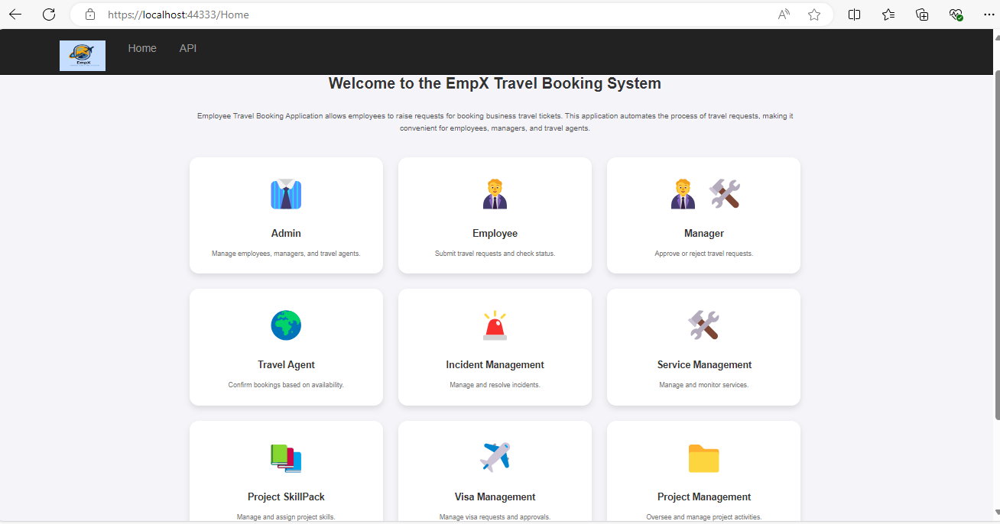 https://localhost:44333/Home
EmpX
Home
API
Welcome to the EmpX Travel Booking System
Employee Travel Booking Application allows employees to raise requests for booking business travel tickets. This application automates the process of travel requests, making it
convenient for employees, managers, and travel agents.
Admin
Manage employees, managers, and travel agents.
Employee
Submit travel requests and check status.
Manager
Approve or reject travel requests.
Travel Agent
Confirm bookings based on availability.
Incident Management
Manage and resolve incidents.
Service Management
Manage and monitor services.
Project SkillPack
Manage and assign project skills.
Visa Management
Manage visa requests and approvals.
Project Management
Oversee and manage project activities.